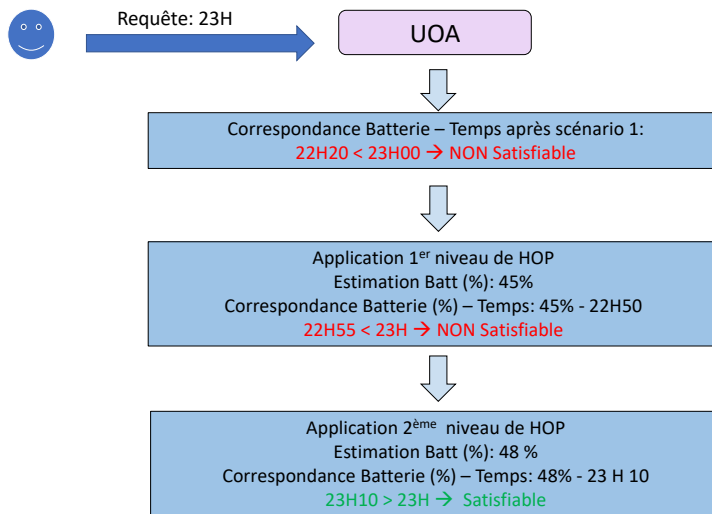 Requête: 23H
UOA
Correspondance Batterie – Temps après scénario 1:
22H20 < 23H00 → NON Satisfiable
Application 1er niveau de HOP
Estimation Batt (%): 45%
Correspondance Batterie (%) – Temps: 45% - 22H50
22H55 < 23H → NON Satisfiable
Application 2ème niveau de HOP
Estimation Batt (%): 48 %
Correspondance Batterie (%) – Temps: 48% - 23 H 10
23H10 > 23H → Satisfiable